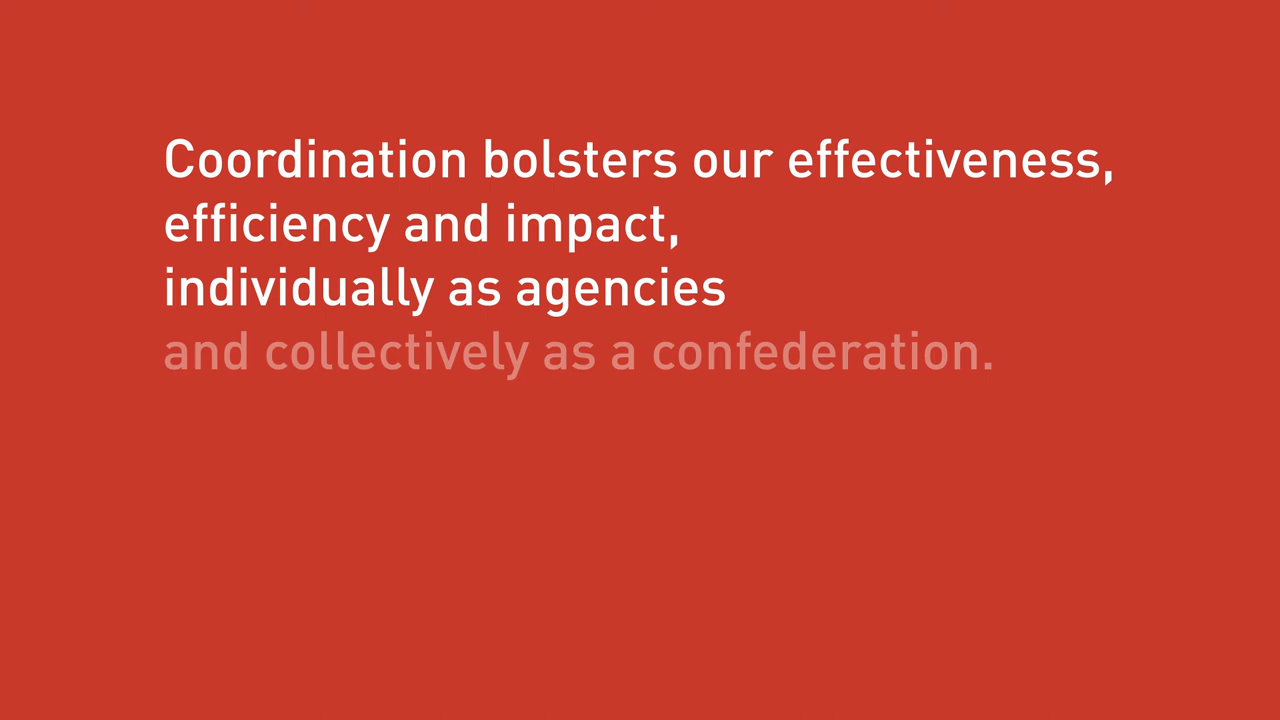 Coordination bolsters our effectiveness,
efficiency and impact,
individually as agencies
and collectively as a confederation.